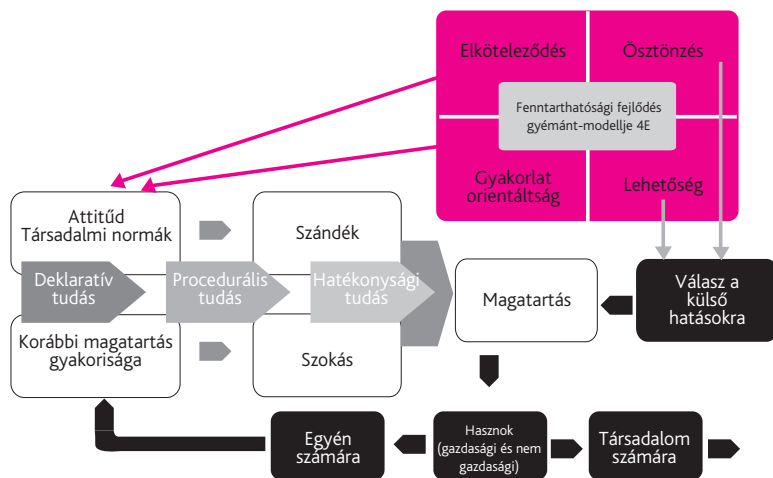 Elköteleződés
Ösztönzés
Fenntarthatósági fejlődés
gyémánt-modellje 4E
Gyakorlat
orientáltság
Lehetőség
Attitűd
Társadalmi normák
Szándék
Deklaratív
tudás
Procedurális
tudás
Hatékonysági
tudás
Magatartás
Válasz a
külső
hatásokra
Korábbi magatartás
gyakorisága
Szokás
Egyén
számára
Hasznok
(gazdasági és nem
gazdasági)
Társadalom
számára